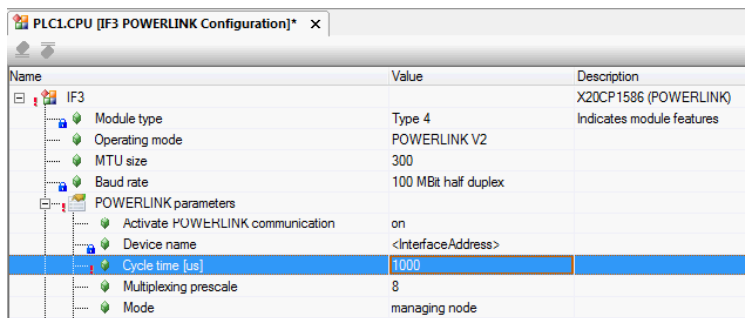 PLC1.CPU [IF3 POWERLINK Configuration]* X
Name Value Description
IF3 X20CP1586 (POWERLINK)
Module type Type 4 Indicates module features
Operating mode POWERLINK V2
MTU size 300
Baud rate 100 MBit half duplex
POWERLINK parameters
Activate POWERLINK communication on
Device name <InterfaceAddress>
Cycle time [us] 1000
Multiplexing prescale 8
Mode managing node